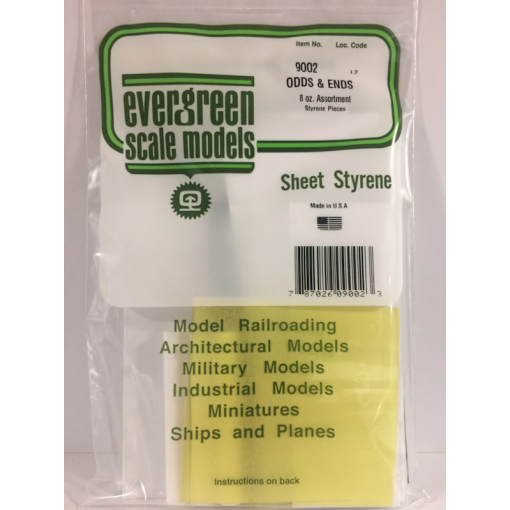 Item No. Loc. Code
9002
ODDS & ENDS
8 oz. Assortment
Styrene Pieces
evergreen
scale models
Sheet Styrene
Made in U.S.A
7 87026 09002 3
Model Railroading
Architectural Models
Military Models
Industrial Models
Miniatures
Ships and Planes
Instructions on back